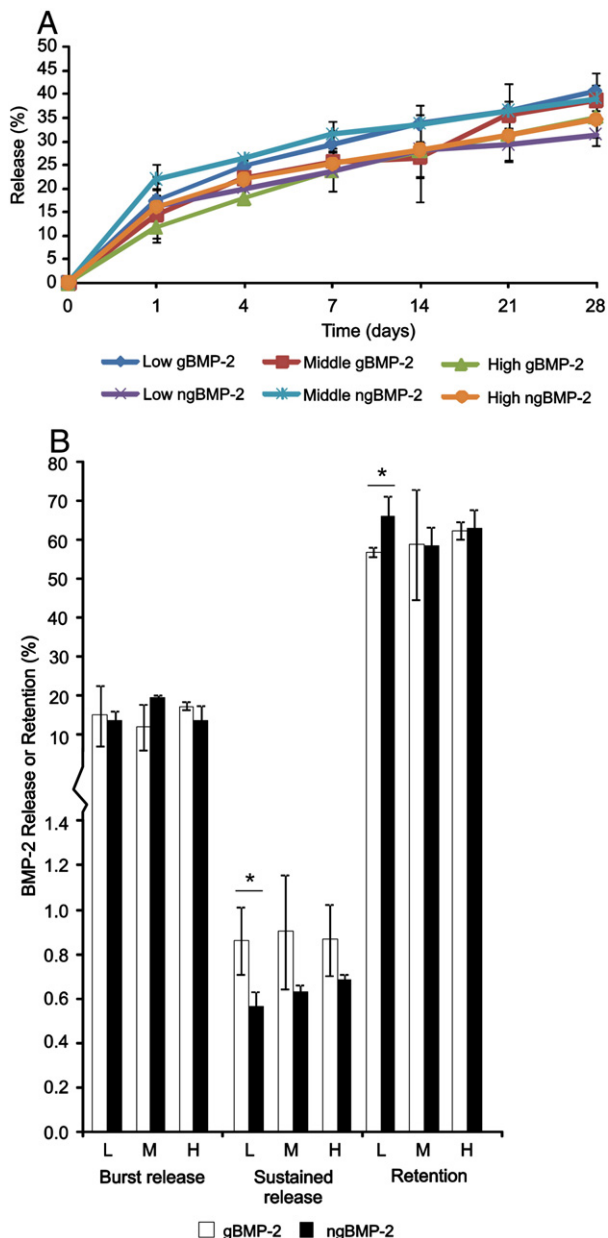 A
Release (%)
50
45
40
35
30
25
20
15
10
5
0
0 1 4 7 14 21 28
Time (days)
Low gBMP-2 Middle gBMP-2 High gBMP-2
Low ngBMP-2 Middle ngBMP-2 High ngBMP-2
B
BMP-2 Release or Retention (%)
80
70
60
50
40
30
20
10
1.4
1.2
1.0
0.8
0.6
0.4
0.2
0.0
*
*
L M H L M H L M H
Burst release Sustained release Retention
gBMP-2 ngBMP-2